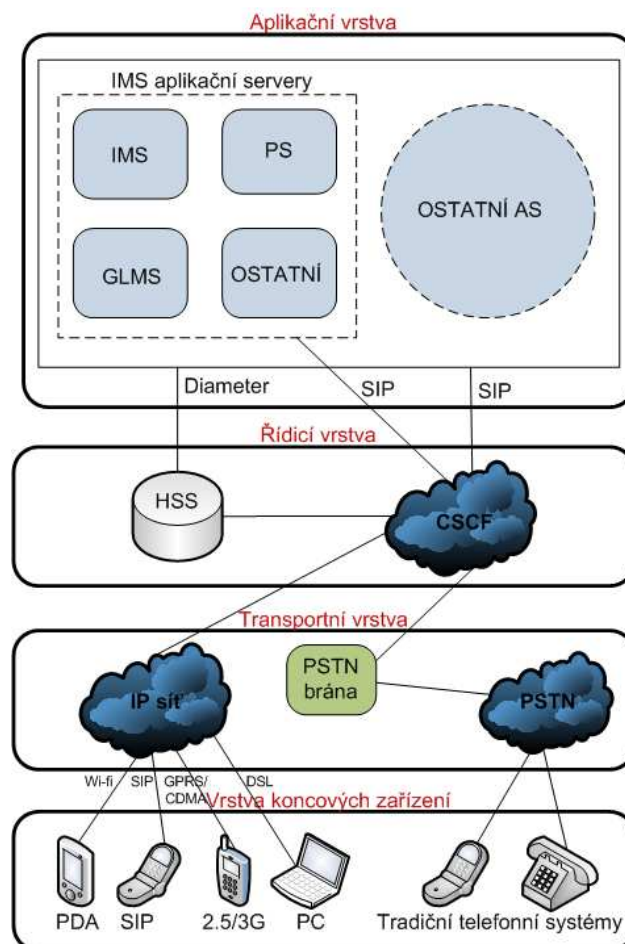 Aplikační vrstva
IMS aplikační servery
IMS
PS
OSTATNÍ AS
GLMS
OSTATNÍ
Diameter
SIP
SIP
Řídicí vrstva
HSS
CSCF
Transportní vrstva
PSTN
brána
IP síť
PSTN
Wi-fi
SIP
GPRS/
CDMA
DSL
Vrstva koncových zařízení
PDA
SIP
2.5/3G
PC
Tradiční telefonní systémy